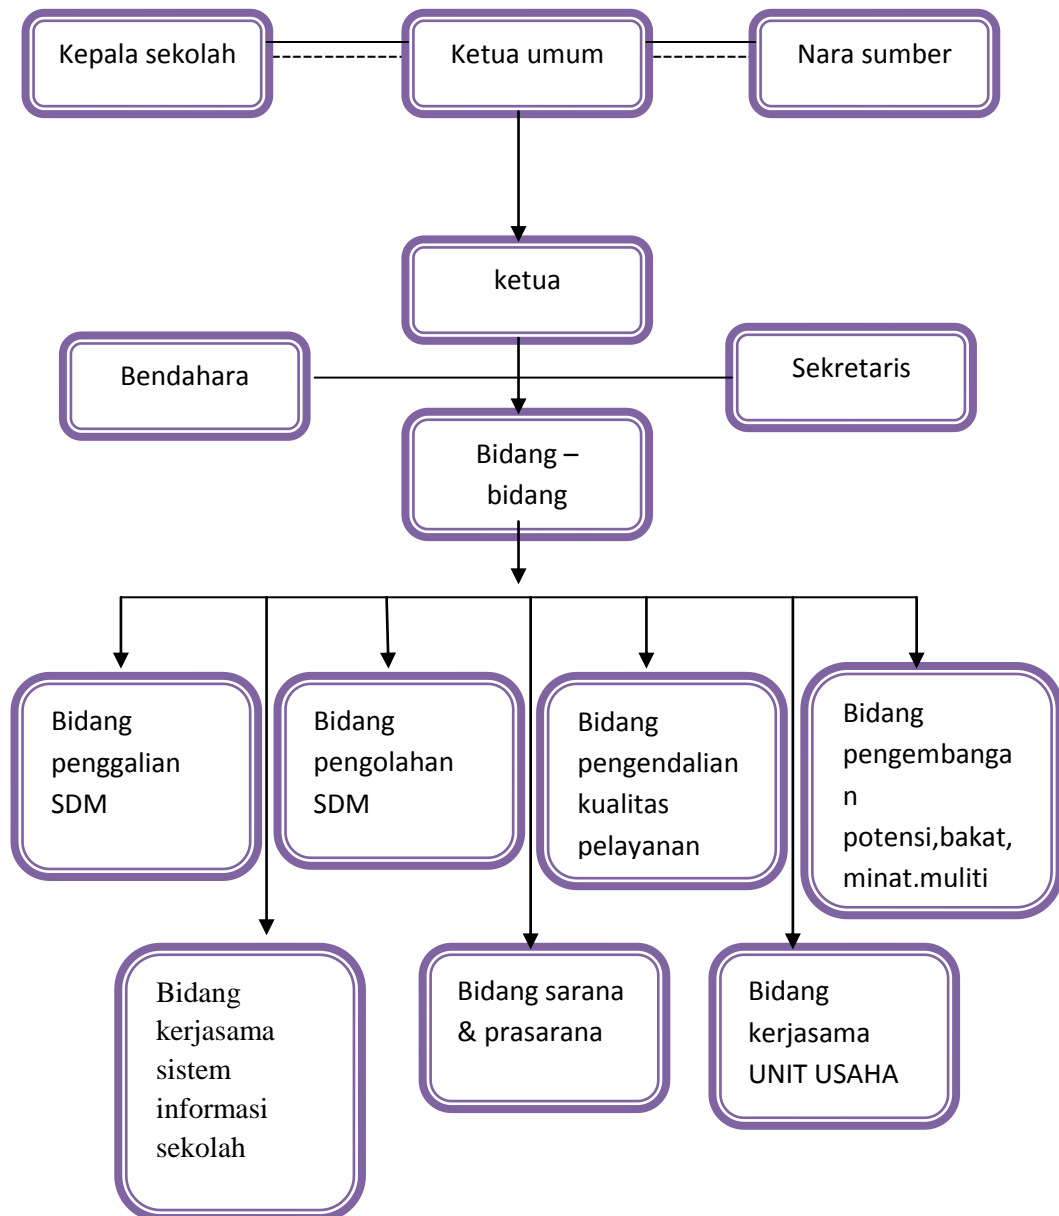 Kepala sekolah
Ketua umum
Nara sumber
ketua
Bendahara
Sekretaris
Bidang –
bidang
Bidang
penggalian
SDM
Bidang
pengolahan
SDM
Bidang
pengendalian
kualitas
pelayanan
Bidang
pengembanga
n
potensi,bakat,
minat.muliti
Bidang
kerjasama
sistem
informasi
sekolah
Bidang sarana
& prasarana
Bidang
kerjasama
UNIT USAHA